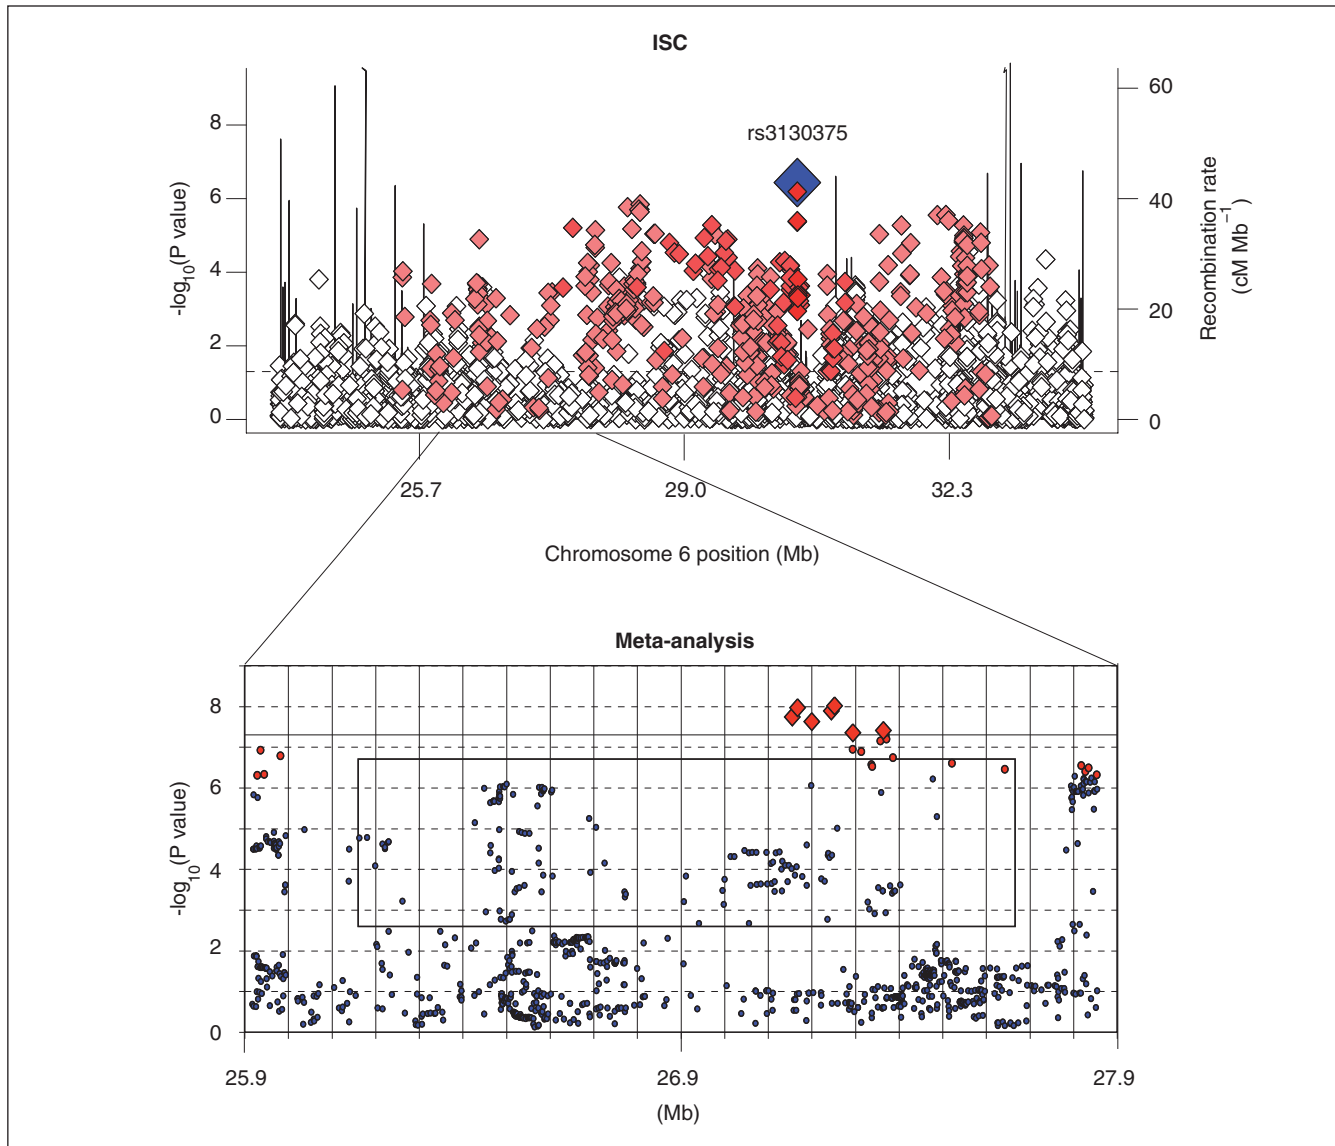 ISC
rs3130375
-log10(P value)
8
6
4
2
0
60
40
20
0
Recombination rate
(cM Mb−1)
25.7
29.0
32.3
Chromosome 6 position (Mb)
Meta-analysis
-log10(P value)
8
6
4
2
0
25.9
26.9
27.9
(Mb)